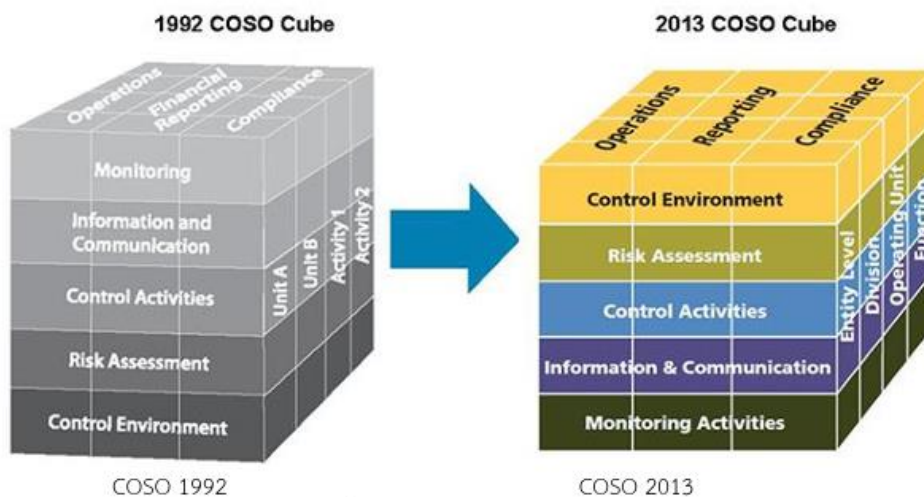 1992 COSO Cube
Operations
Financial
Reporting
Compliance
Monitoring
Information and
Communication
Control Activities
Risk Assessment
Control Environment
Unit A
Unit B
Activity 1
Activity 2
COSO 1992
2013 COSO Cube
Operations
Reporting
Compliance
Control Environment
Risk Assessment
Control Activities
Information & Communication
Monitoring Activities
Entity Level
Division
Operating Unit
Function
COSO 2013